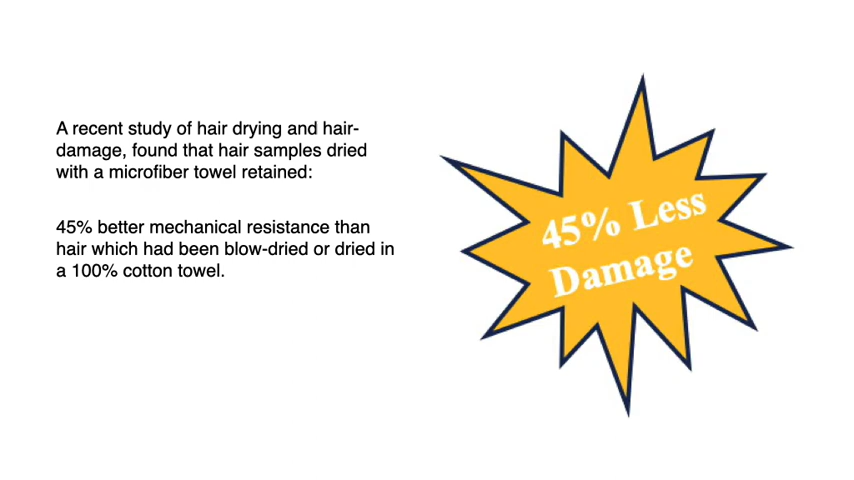 A recent study of hair drying and hair-
damage, found that hair samples dried
with a microfiber towel retained:
45% better mechanical resistance than
hair which had been blow-dried or dried in
a 100% cotton towel.
45% Less
Damage